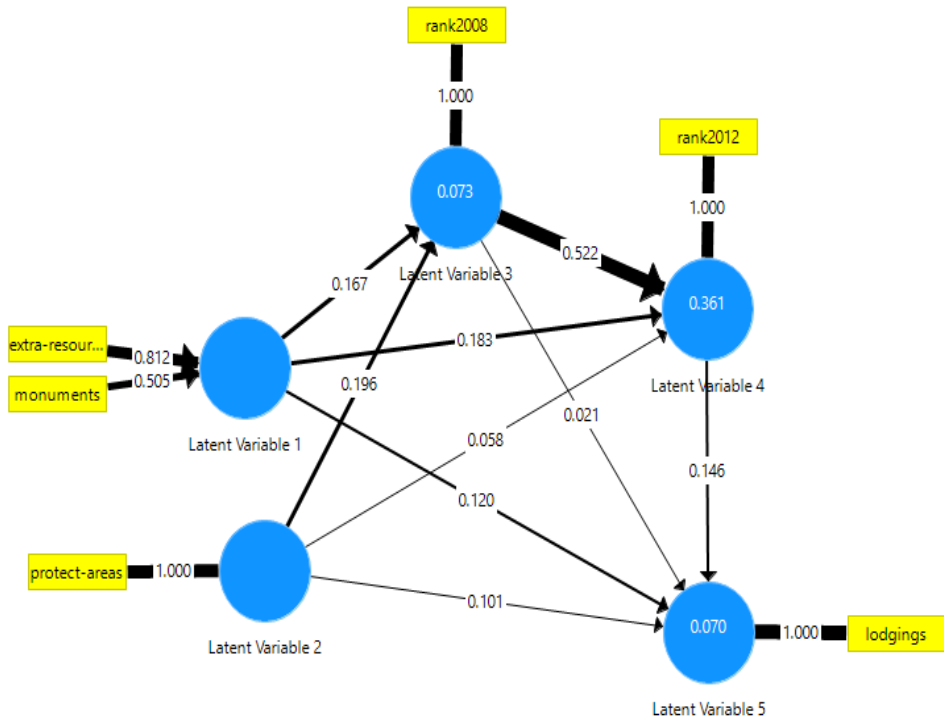 rank2008
1.000
rank2012
1.000
0.073
Latent Variable 3
0.522
0.167
0.361
extra-resour...
0.812
0.183
monuments
0.505
0.196
Latent Variable 4
0.021
Latent Variable 1
0.058
0.146
0.120
protect-areas
1.000
0.101
0.070
1.000
lodgings
Latent Variable 2
Latent Variable 5